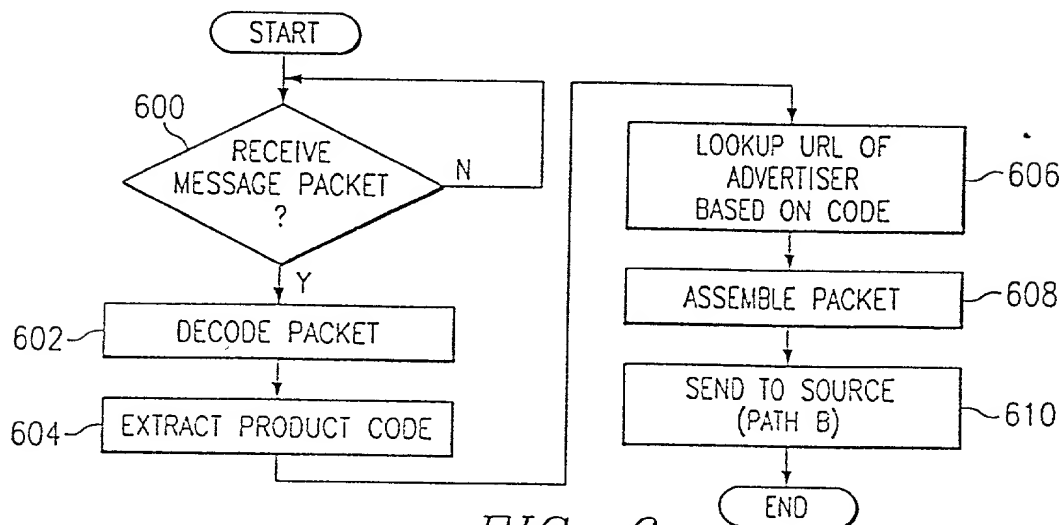 START
600
RECEIVE
MESSAGE PACKET
?
N
Y
602
DECODE PACKET
604
EXTRACT PRODUCT CODE
LOOKUP URL OF
ADVERTISER
BASED ON CODE
606
ASSEMBLE PACKET
608
SEND TO SOURCE
(PATH B)
610
END